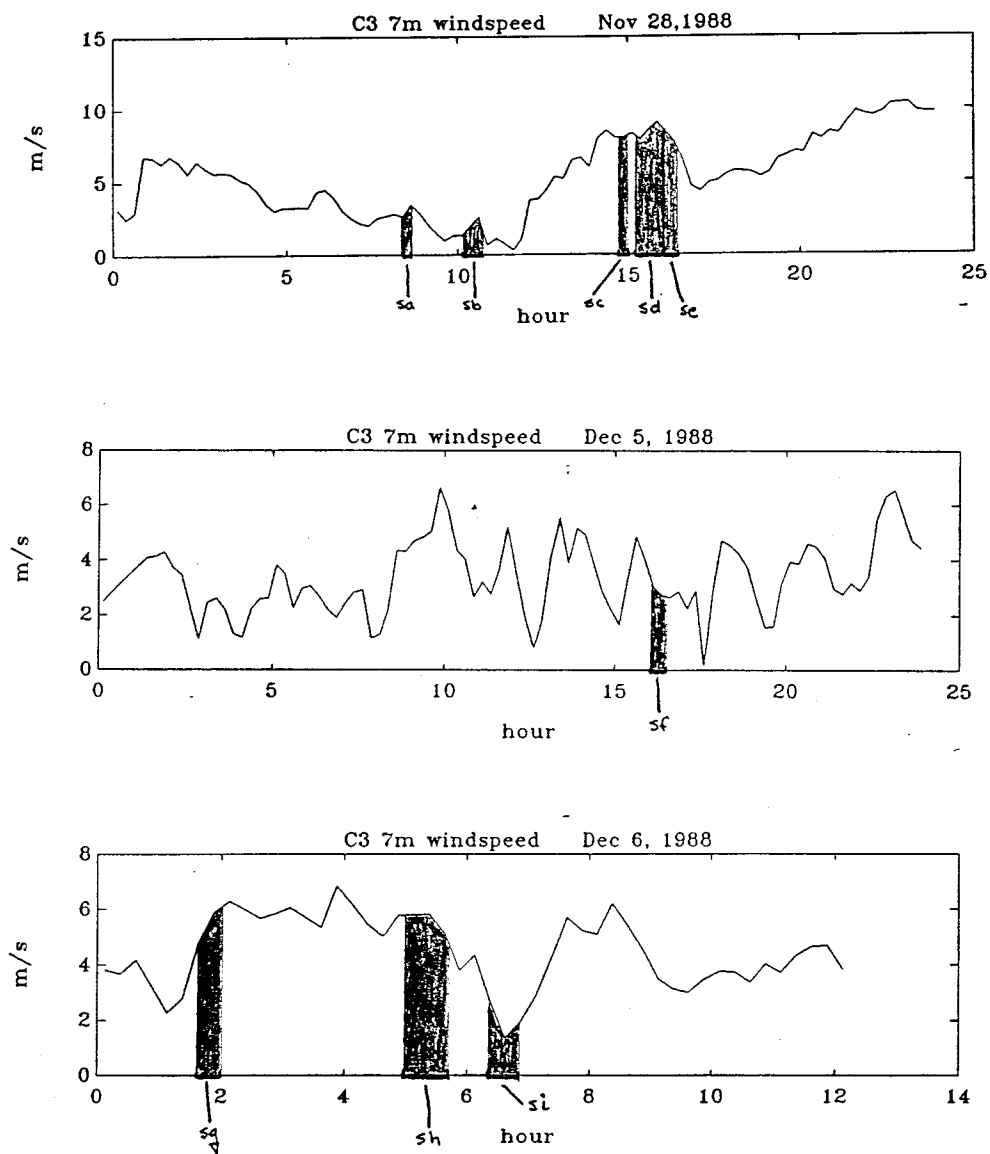 C3 7m windspeed Nov 28,1988
15
10
5
0
m/s
0 5 10 15 20 25
sa sb sc sd se
hour
C3 7m windspeed Dec 5, 1988
8
6
4
2
0
m/s
0 5 10 15 20 25
sf
hour
C3 7m windspeed Dec 6, 1988
8
6
4
2
0
m/s
0 2 4 6 8 10 12 14
sg sh si
hour